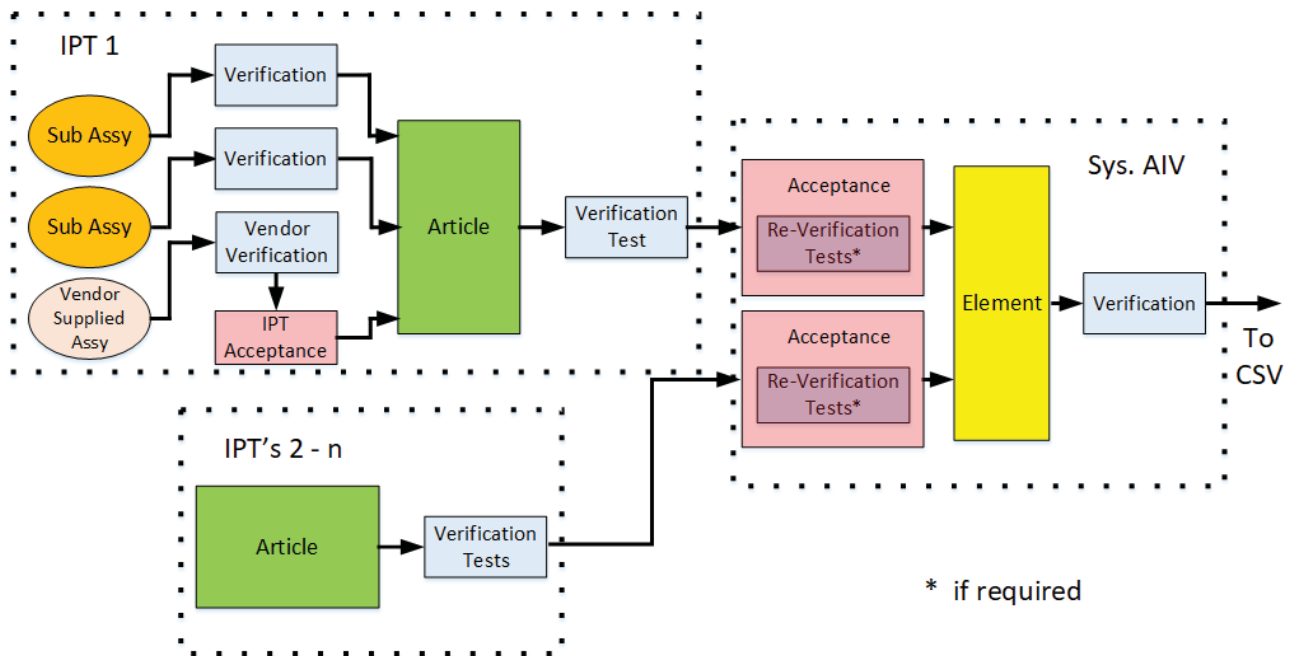 IPT 1
Sub Assy
Verification
Sub Assy
Verification
Vendor
Supplied
Assy
Vendor
Verification
IPT
Acceptance
Article
Verification
Test
Sys. AIV
Acceptance
Re-Verification
Tests*
Acceptance
Re-Verification
Tests*
Element
Verification
To
CSV
IPT's 2 - n
Article
Verification
Tests
* if required